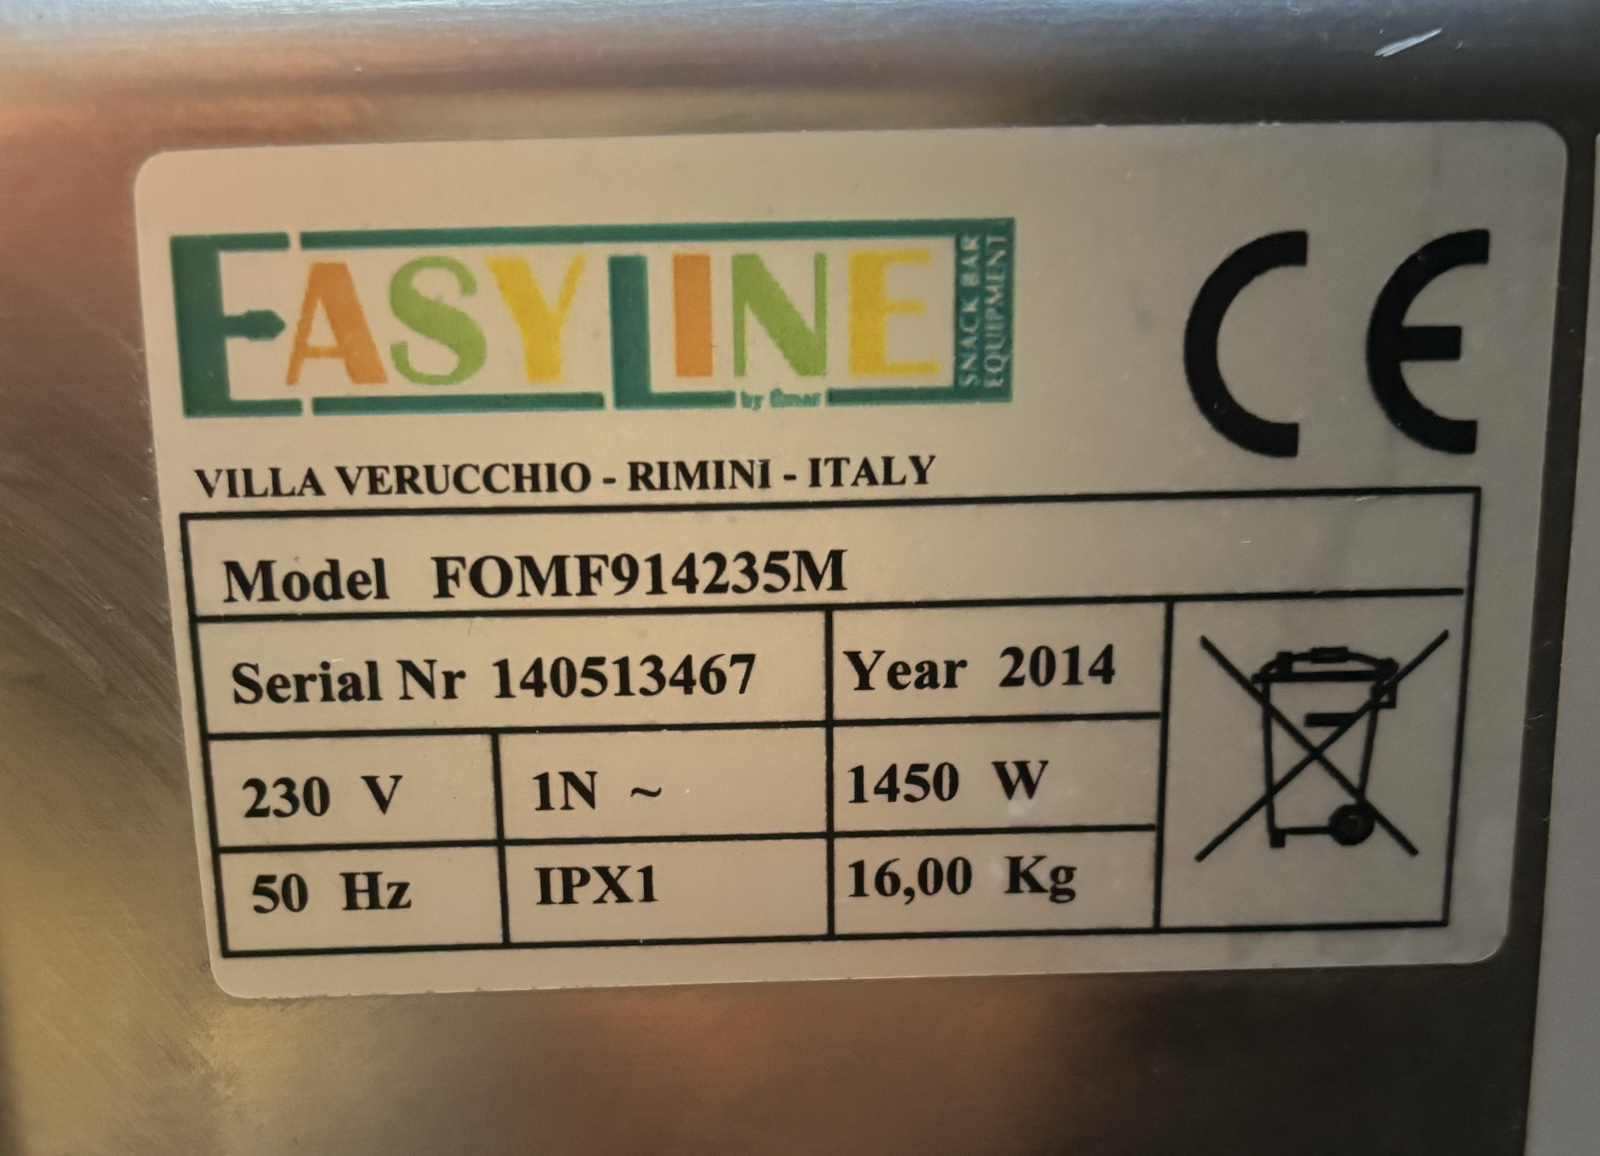 EASYLINE
SNACK BAR
EQUIPMENT
by fimar
CE
VILLA VERUCCHIO - RIMINI - ITALY
Model FOMF914235M
Serial Nr 140513467 Year 2014
230 V 1N ~ 1450 W
50 Hz IPX1 16,00 Kg